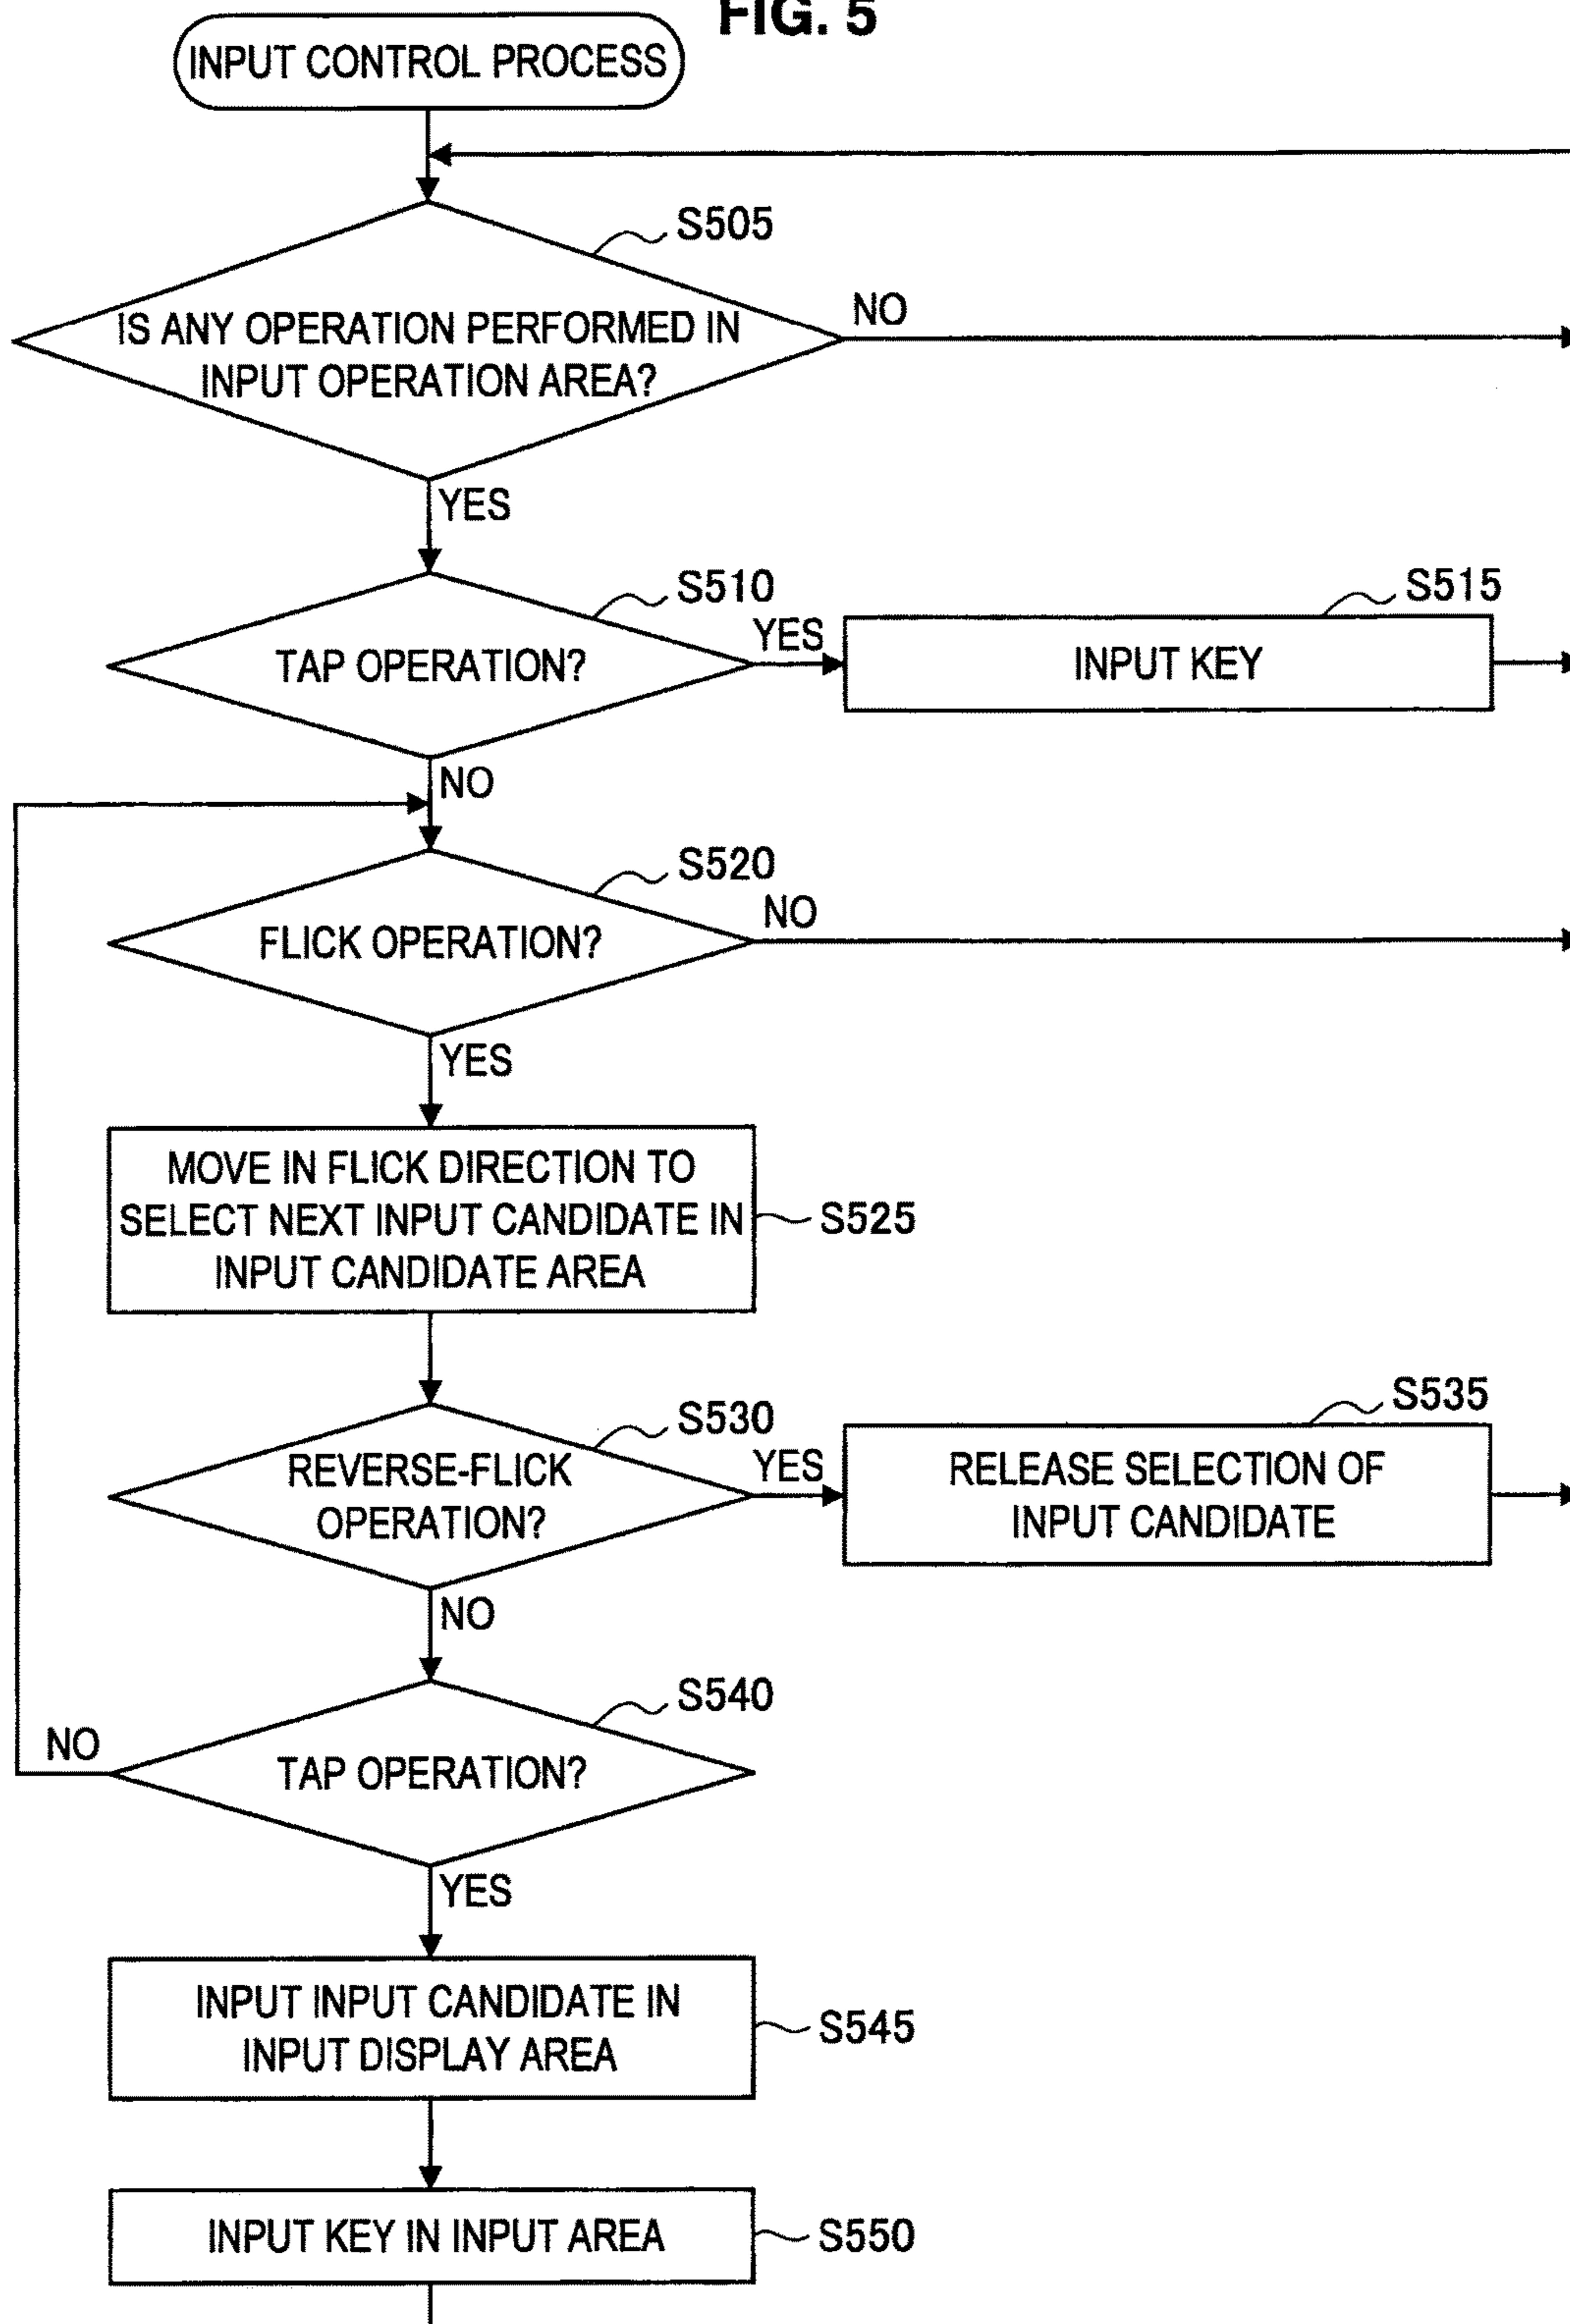 FIG. 5
INPUT CONTROL PROCESS
S505
IS ANY OPERATION PERFORMED IN
INPUT OPERATION AREA?
NO
YES
S510
TAP OPERATION?
YES
S515
INPUT KEY
NO
S520
FLICK OPERATION?
NO
YES
MOVE IN FLICK DIRECTION TO
SELECT NEXT INPUT CANDIDATE IN
INPUT CANDIDATE AREA
S525
S530
REVERSE-FLICK
OPERATION?
YES
S535
RELEASE SELECTION OF
INPUT CANDIDATE
NO
S540
TAP OPERATION?
NO
YES
INPUT INPUT CANDIDATE IN
INPUT DISPLAY AREA
S545
INPUT KEY IN INPUT AREA
S550